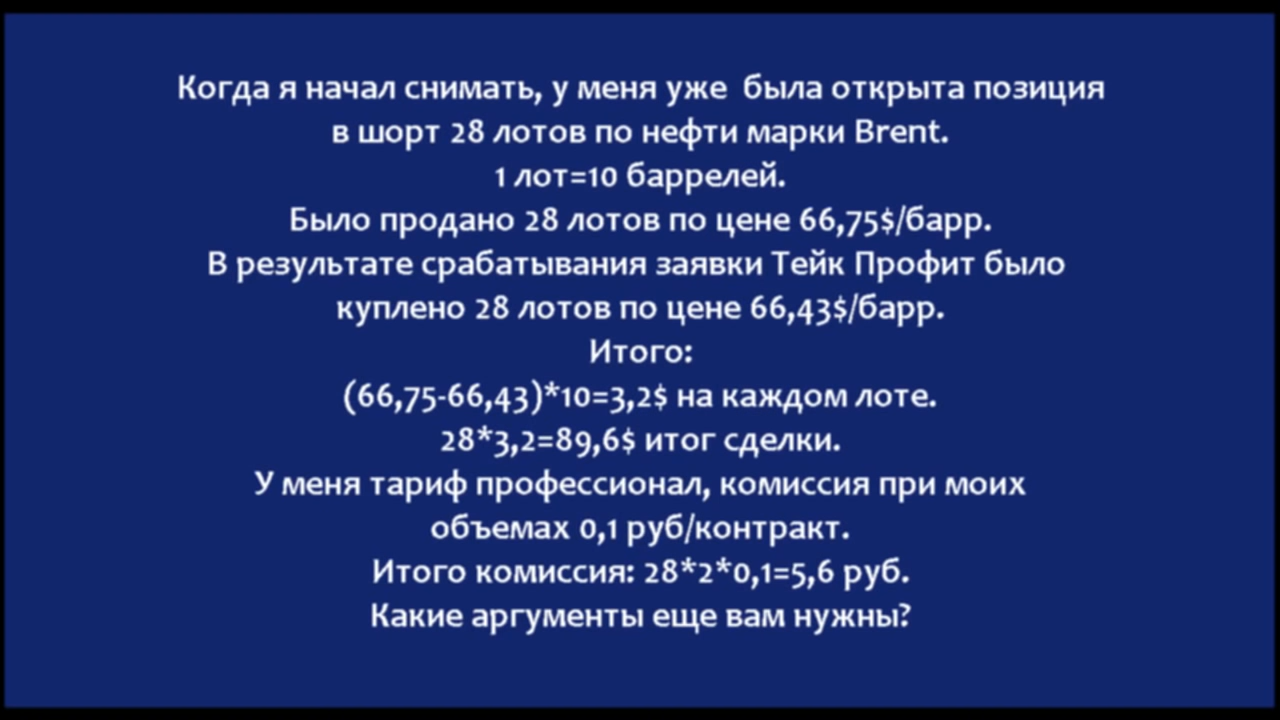 Когда я начал снимать, у меня уже была открыта позиция
в шорт 28 лотов по нефти марки Brent.
1 лот=10 баррелей.
Было продано 28 лотов по цене 66,75$/барр.
В результате срабатывания заявки Тейк Профит было
куплено 28 лотов по цене 66,43$/барр.
Итого:
(66,75-66,43)*10=3,2$ на каждом лоте.
28*3,2=89,6$ итог сделки.
У меня тариф профессионал, комиссия при моих
объемах 0,1 руб/контракт.
Итого комиссия: 28*2*0,1=5,6 руб.
Какие аргументы еще вам нужны?